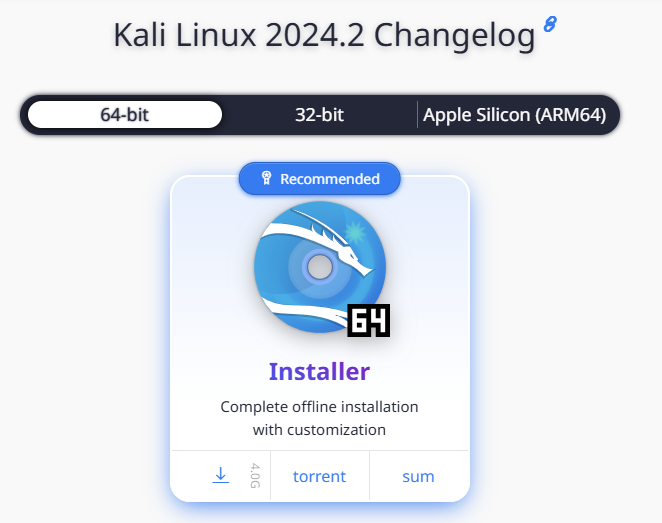 Kali Linux 2024.2 Changelog
64-bit
32-bit
Apple Silicon (ARM64)
Recommended
64
Installer
Complete offline installation
with customization
4.0G
torrent
sum